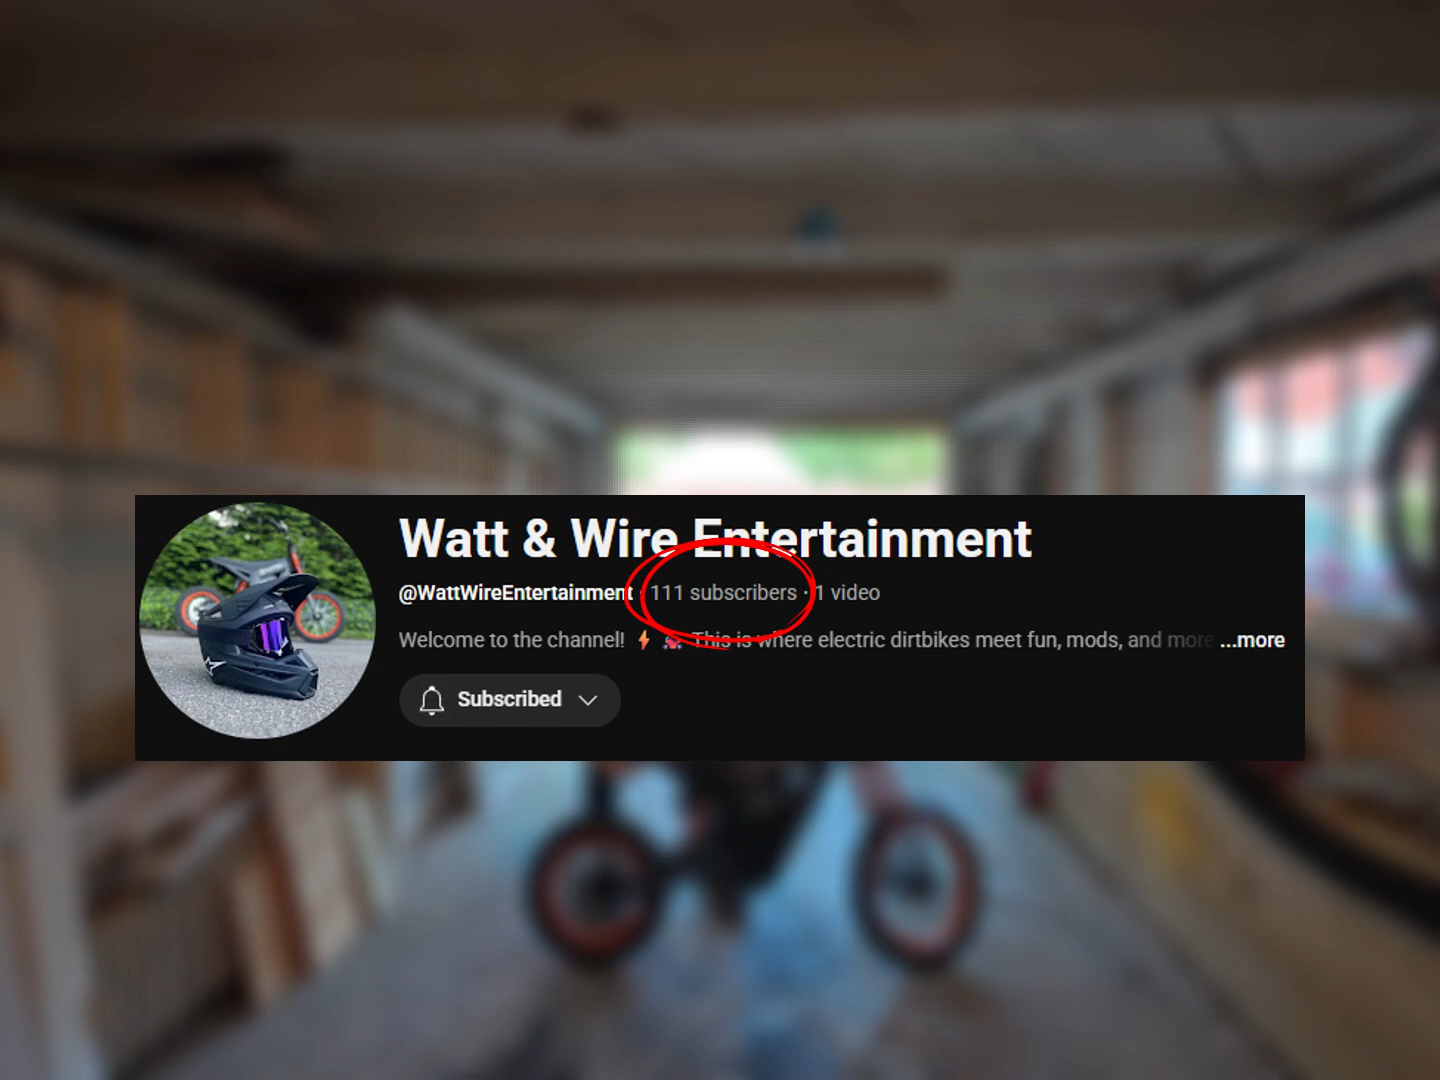 Watt & Wire Entertainment
@WattWireEntertainment · 111 subscribers · 1 video
Welcome to the channel! ⚡ This is where electric dirtbikes meet fun, mods, and more ...more
Subscribed